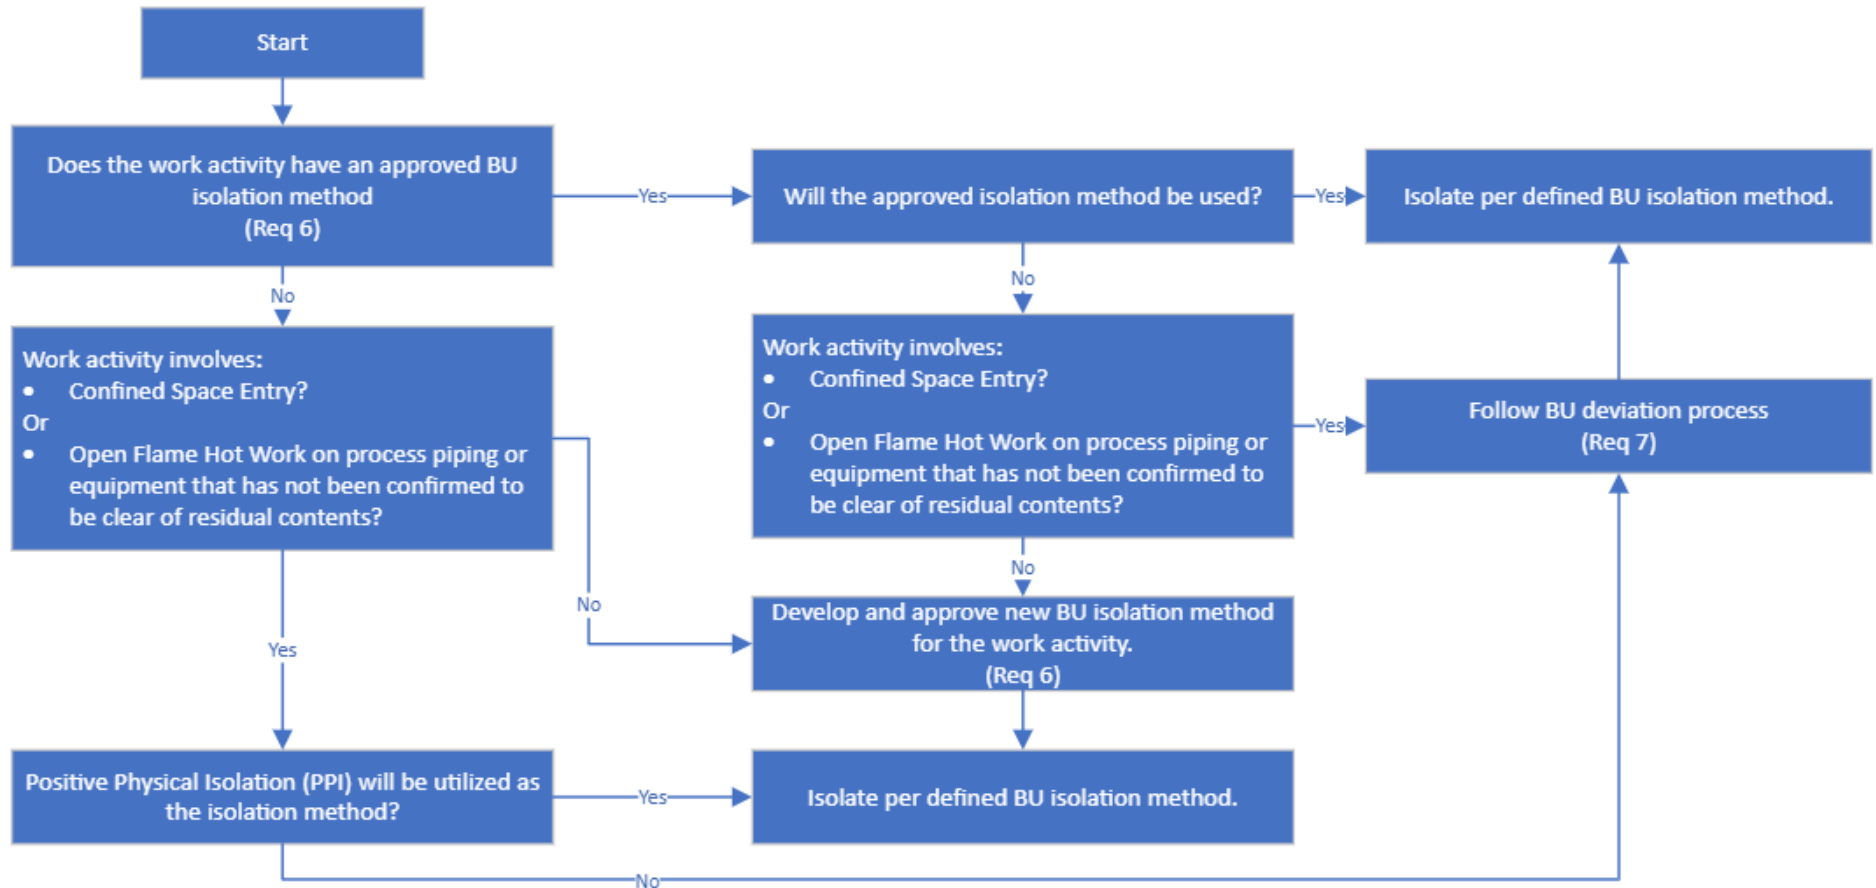 Start
Does the work activity have an approved BU
isolation method
(Req 6)
Yes
Will the approved isolation method be used?
Yes
Isolate per defined BU isolation method.
No
No
Work activity involves:
• Confined Space Entry?
Or
• Open Flame Hot Work on process piping or
equipment that has not been confirmed to
be clear of residual contents?
Work activity involves:
• Confined Space Entry?
Or
• Open Flame Hot Work on process piping or
equipment that has not been confirmed to
be clear of residual contents?
Yes
Follow BU deviation process
(Req 7)
No
No
Develop and approve new BU isolation method
for the work activity.
(Req 6)
Yes
Positive Physical Isolation (PPI) will be utilized as
the isolation method?
Yes
Isolate per defined BU isolation method.
No